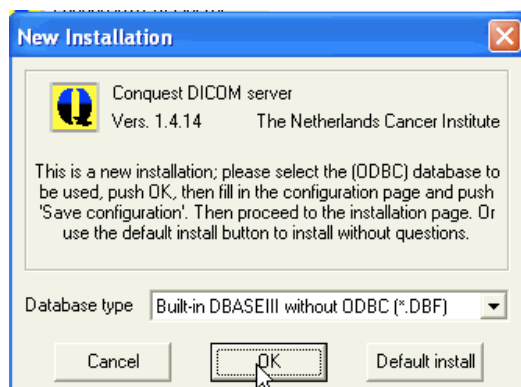 New Installation
Conquest DICOM server
Vers. 1.4.14 The Netherlands Cancer Institute
This is a new installation; please select the (ODBC) database to
be used, push OK, then fill in the configuration page and push
'Save configuration'. Then proceed to the installation page. Or
use the default install button to install without questions.
Database type Built-in DBASEIII without ODBC (*.DBF)
Cancel OK Default install